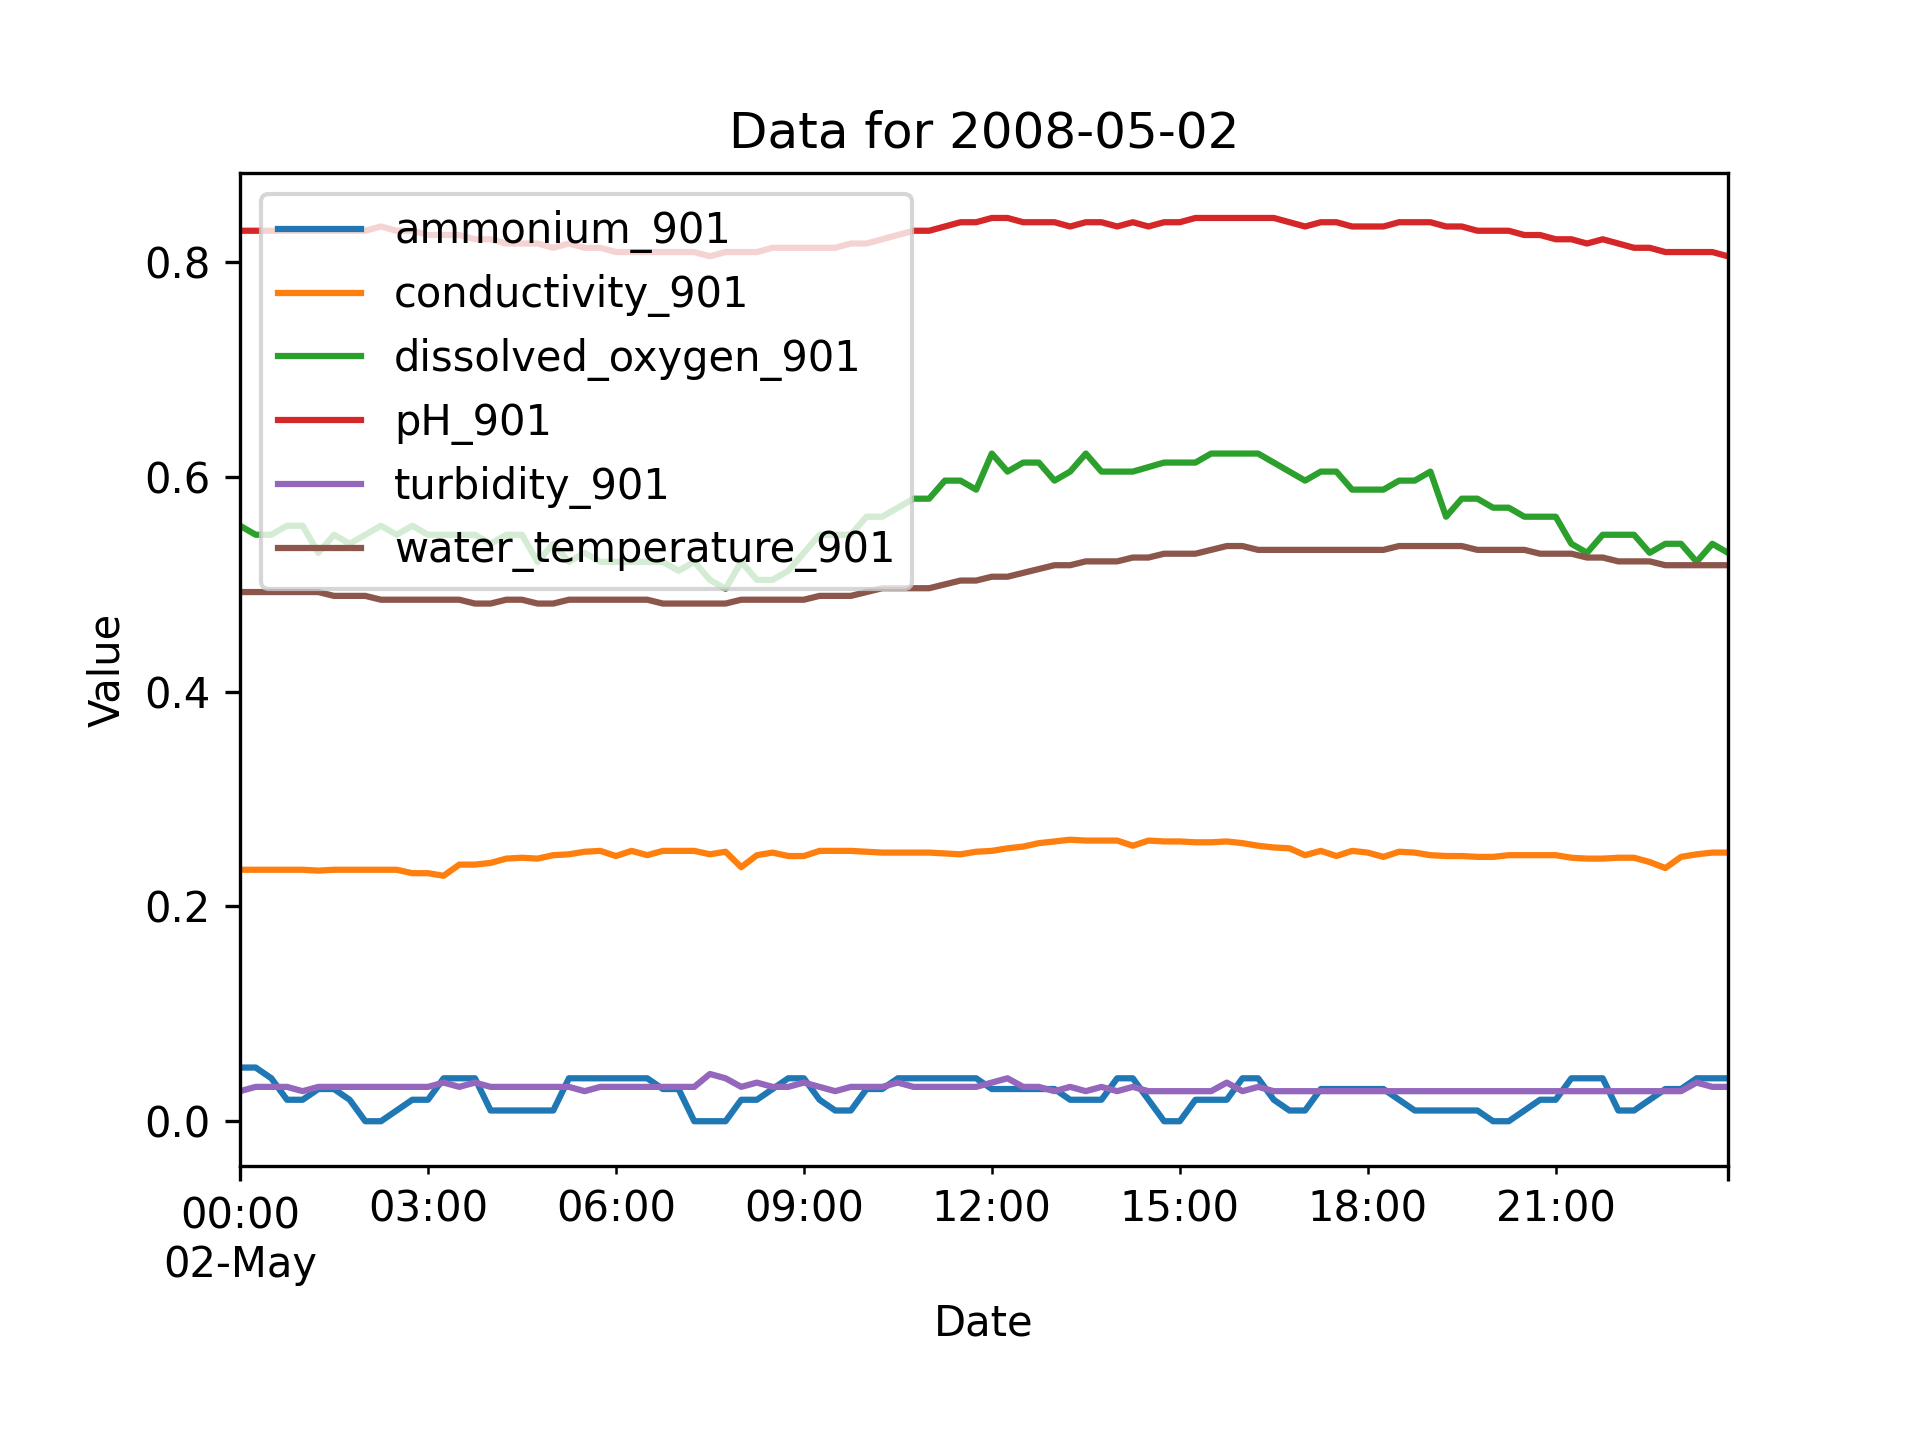 Data for 2008-05-02
ammonium_901
conductivity_901
dissolved_oxygen_901
pH_901
turbidity_901
water_temperature_901
Value
0.8
0.6
0.4
0.2
0.0
00:00 03:00 06:00 09:00 12:00 15:00 18:00 21:00
02-May
Date